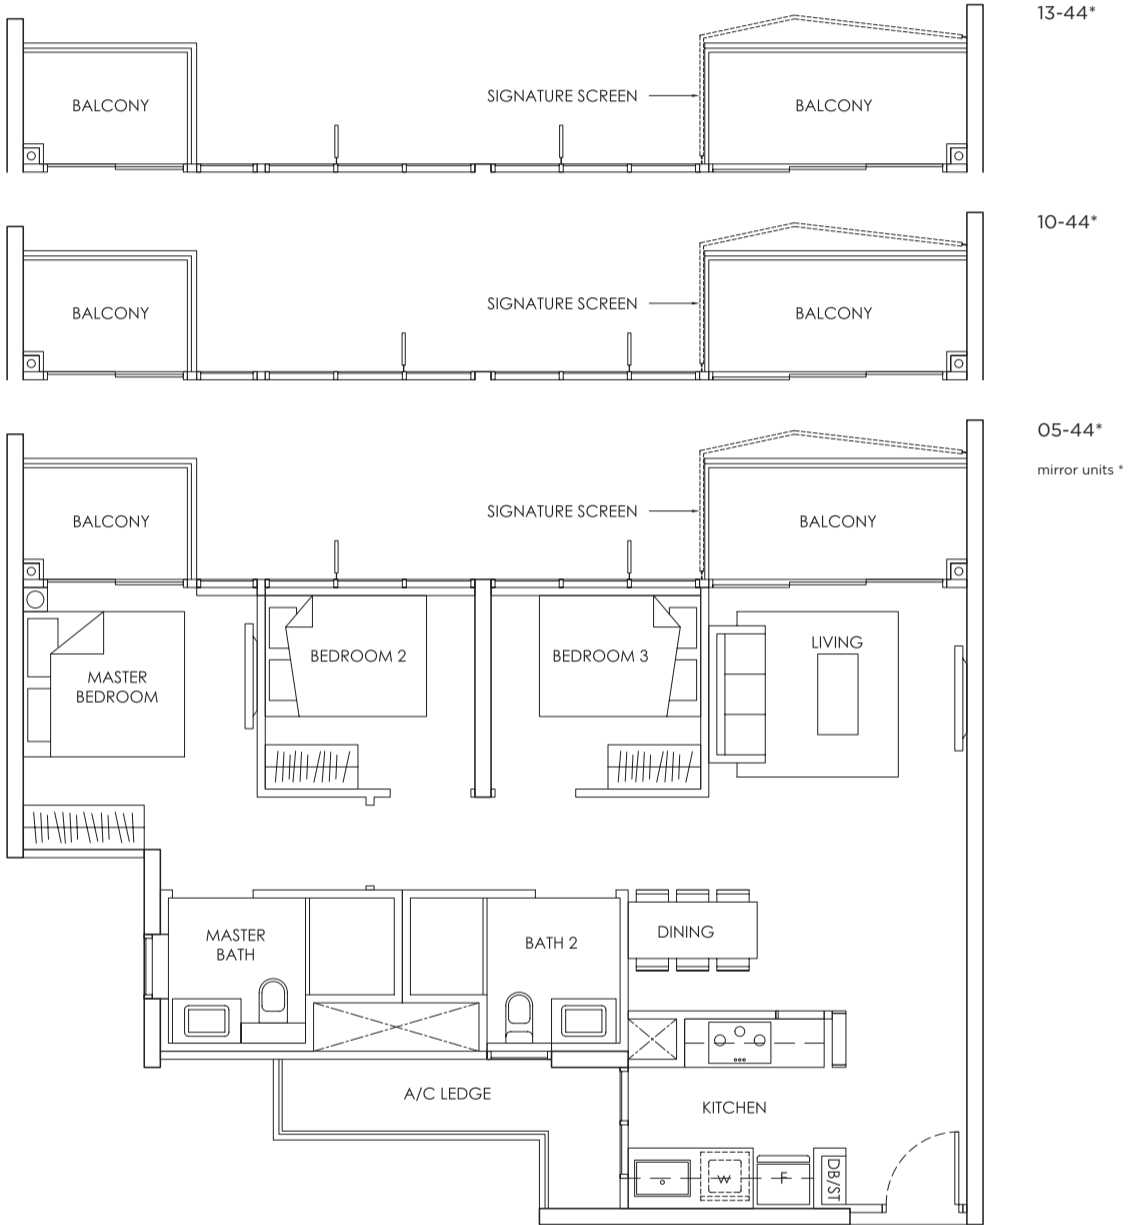 13-44*
SIGNATURE SCREEN
BALCONY
BALCONY
10-44*
SIGNATURE SCREEN
BALCONY
BALCONY
05-44*
mirror units *
SIGNATURE SCREEN
BALCONY
BALCONY
LIVING
BEDROOM 2
BEDROOM 3
MASTER
BEDROOM
MASTER
BATH
BATH 2
DINING
A/C LEDGE
KITCHEN
W
F
DB/ST